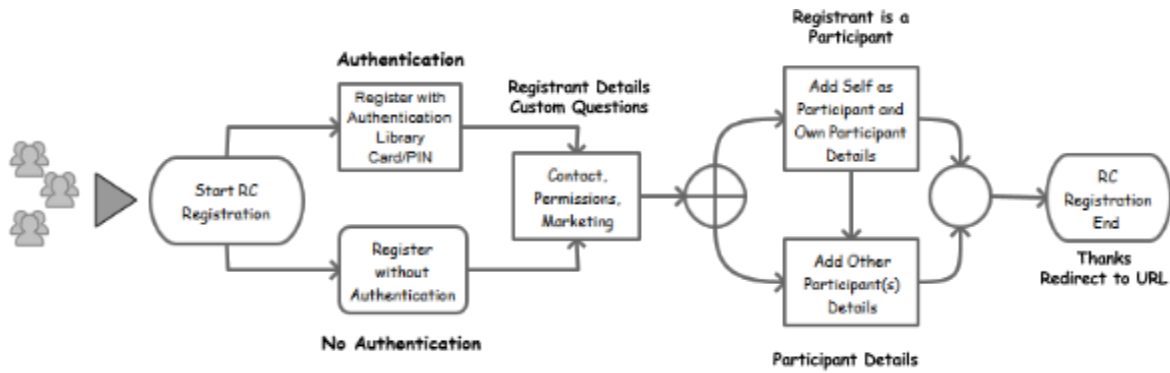 Start RC
Registration
Authentication
Register with
Authentication
Library
Card/PIN
Register
without
Authentication
No Authentication
Registrant Details
Custom Questions
Contact,
Permissions,
Marketing
Registrant is a
Participant
Add Self as
Participant and
Own Participant
Details
Add Other
Participant(s)
Details
Participant Details
RC
Registration
End
Thanks
Redirect to URL